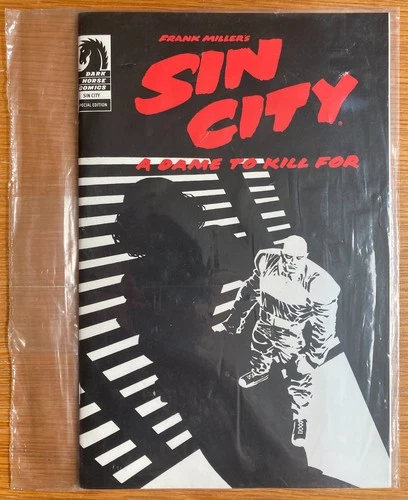 FRANK MILLER'S
SIN
CITY
A DAME TO KILL FOR
DARK
HORSE
COMICS
SIN CITY
SPECIAL EDITION